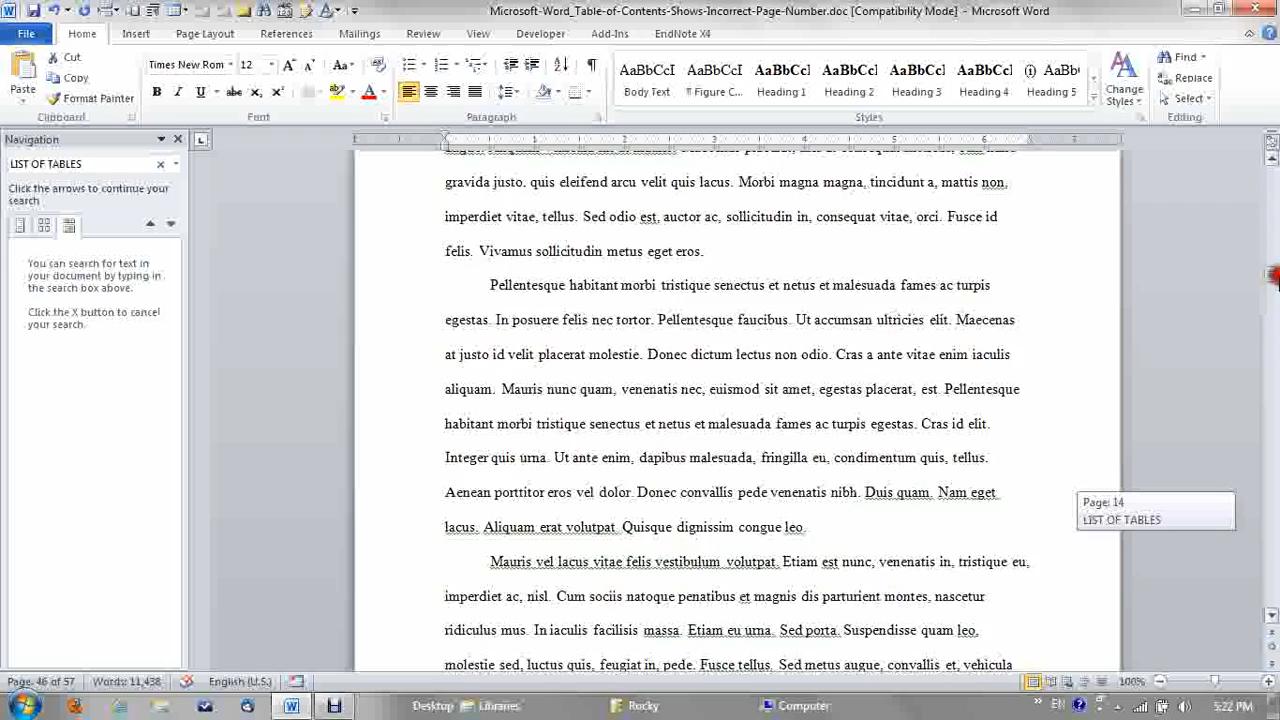 Microsoft-Word_Table-of-Contents-Shows-Incorrect-Page-Number.doc [Compatibility Mode] - Microsoft Word
File Home Insert Page Layout References Mailings Review View Developer Add-Ins EndNote X4
Paste
Cut
Copy
Format Painter
Clipboard
Times New Rom 12
Font
Paragraph
AaBbCcI AaBbCcI AaBbCcI AaBbCcI AaBbCcI AaBbCcI AaBbC
Body Text ¶ Figure C... Heading 1 Heading 2 Heading 3 Heading 4 Heading 5
Styles
Change
Styles
Find
Replace
Select
Editing
Navigation
LIST OF TABLES
Click the arrows to continue your
search
You can search for text in
your document by typing in
the search box above.
Click the X button to cancel
your search.
1 2 3 4 5 6 7
gravida justo. quis eleifend arcu velit quis lacus. Morbi magna magna, tincidunt a, mattis non,
imperdiet vitae, tellus. Sed odio est, auctor ac, sollicitudin in, consequat vitae, orci. Fusce id
felis. Vivamus sollicitudin metus eget eros.
Pellentesque habitant morbi tristique senectus et netus et malesuada fames ac turpis
egestas. In posuere felis nec tortor. Pellentesque faucibus. Ut accumsan ultricies elit. Maecenas
at justo id velit placerat molestie. Donec dictum lectus non odio. Cras a ante vitae enim iaculis
aliquam. Mauris nunc quam, venenatis nec, euismod sit amet, egestas placerat, est. Pellentesque
habitant morbi tristique senectus et netus et malesuada fames ac turpis egestas. Cras id elit.
Integer quis urna. Ut ante enim, dapibus malesuada, fringilla eu, condimentum quis, tellus.
Aenean porttitor eros vel dolor. Donec convallis pede venenatis nibh. Duis quam. Nam eget
lacus. Aliquam erat volutpat. Quisque dignissim congue leo.
Mauris vel lacus vitae felis vestibulum volutpat. Etiam est nunc, venenatis in, tristique eu,
imperdiet ac, nisl. Cum sociis natoque penatibus et magnis dis parturient montes, nascetur
ridiculus mus. In iaculis facilisis massa. Etiam eu urna. Sed porta. Suspendisse quam leo,
molestie sed, luctus quis, feugiat in, pede. Fusce tellus. Sed metus augue, convallis et, vehicula
Page: 14
LIST OF TABLES
Page: 46 of 57 Words: 11,438 English (U.S.) 100%
Desktop Libraries Rocky Computer EN 5:22 PM